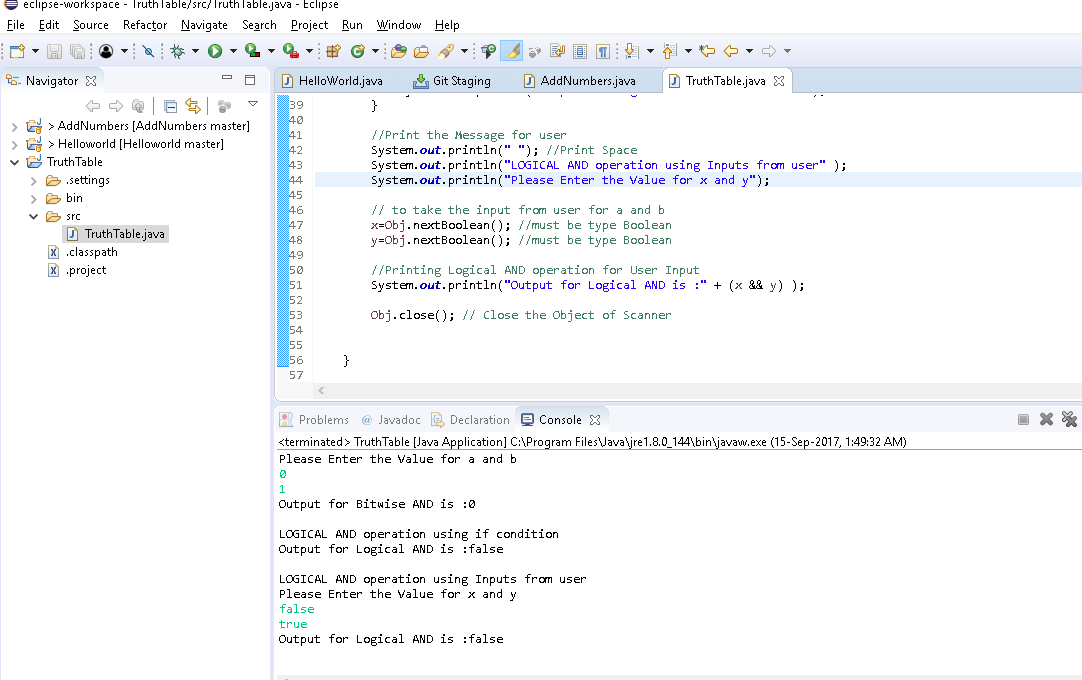 eclipse-workspace - TruthTable/src/TruthTable.java - Eclipse
File Edit Source Refactor Navigate Search Project Run Window Help
Navigator
> AddNumbers [AddNumbers master]
> Helloworld [Helloworld master]
TruthTable
.settings
bin
src
TruthTable.java
.classpath
.project
HelloWorld.java Git Staging AddNumbers.java TruthTable.java
39 }
40
41 //Print the Message for user
42 System.out.println(" "); //Print Space
43 System.out.println("LOGICAL AND operation using Inputs from user" );
44 System.out.println("Please Enter the Value for x and y");
45
46 // to take the input from user for a and b
47 x=Obj.nextBoolean(); //must be type Boolean
48 y=Obj.nextBoolean(); //must be type Boolean
49
50 //Printing Logical AND operation for User Input
51 System.out.println("Output for Logical AND is :" + (x && y) );
52
53 Obj.close(); // Close the Object of Scanner
54
55
56 }
57
Problems Javadoc Declaration Console
<terminated> TruthTable [Java Application] C:\Program Files\Java\jre1.8.0_144\bin\javaw.exe (15-Sep-2017, 1:49:32 AM)
Please Enter the Value for a and b
0
1
Output for Bitwise AND is :0
LOGICAL AND operation using if condition
Output for Logical AND is :false
LOGICAL AND operation using Inputs from user
Please Enter the Value for x and y
false
true
Output for Logical AND is :false